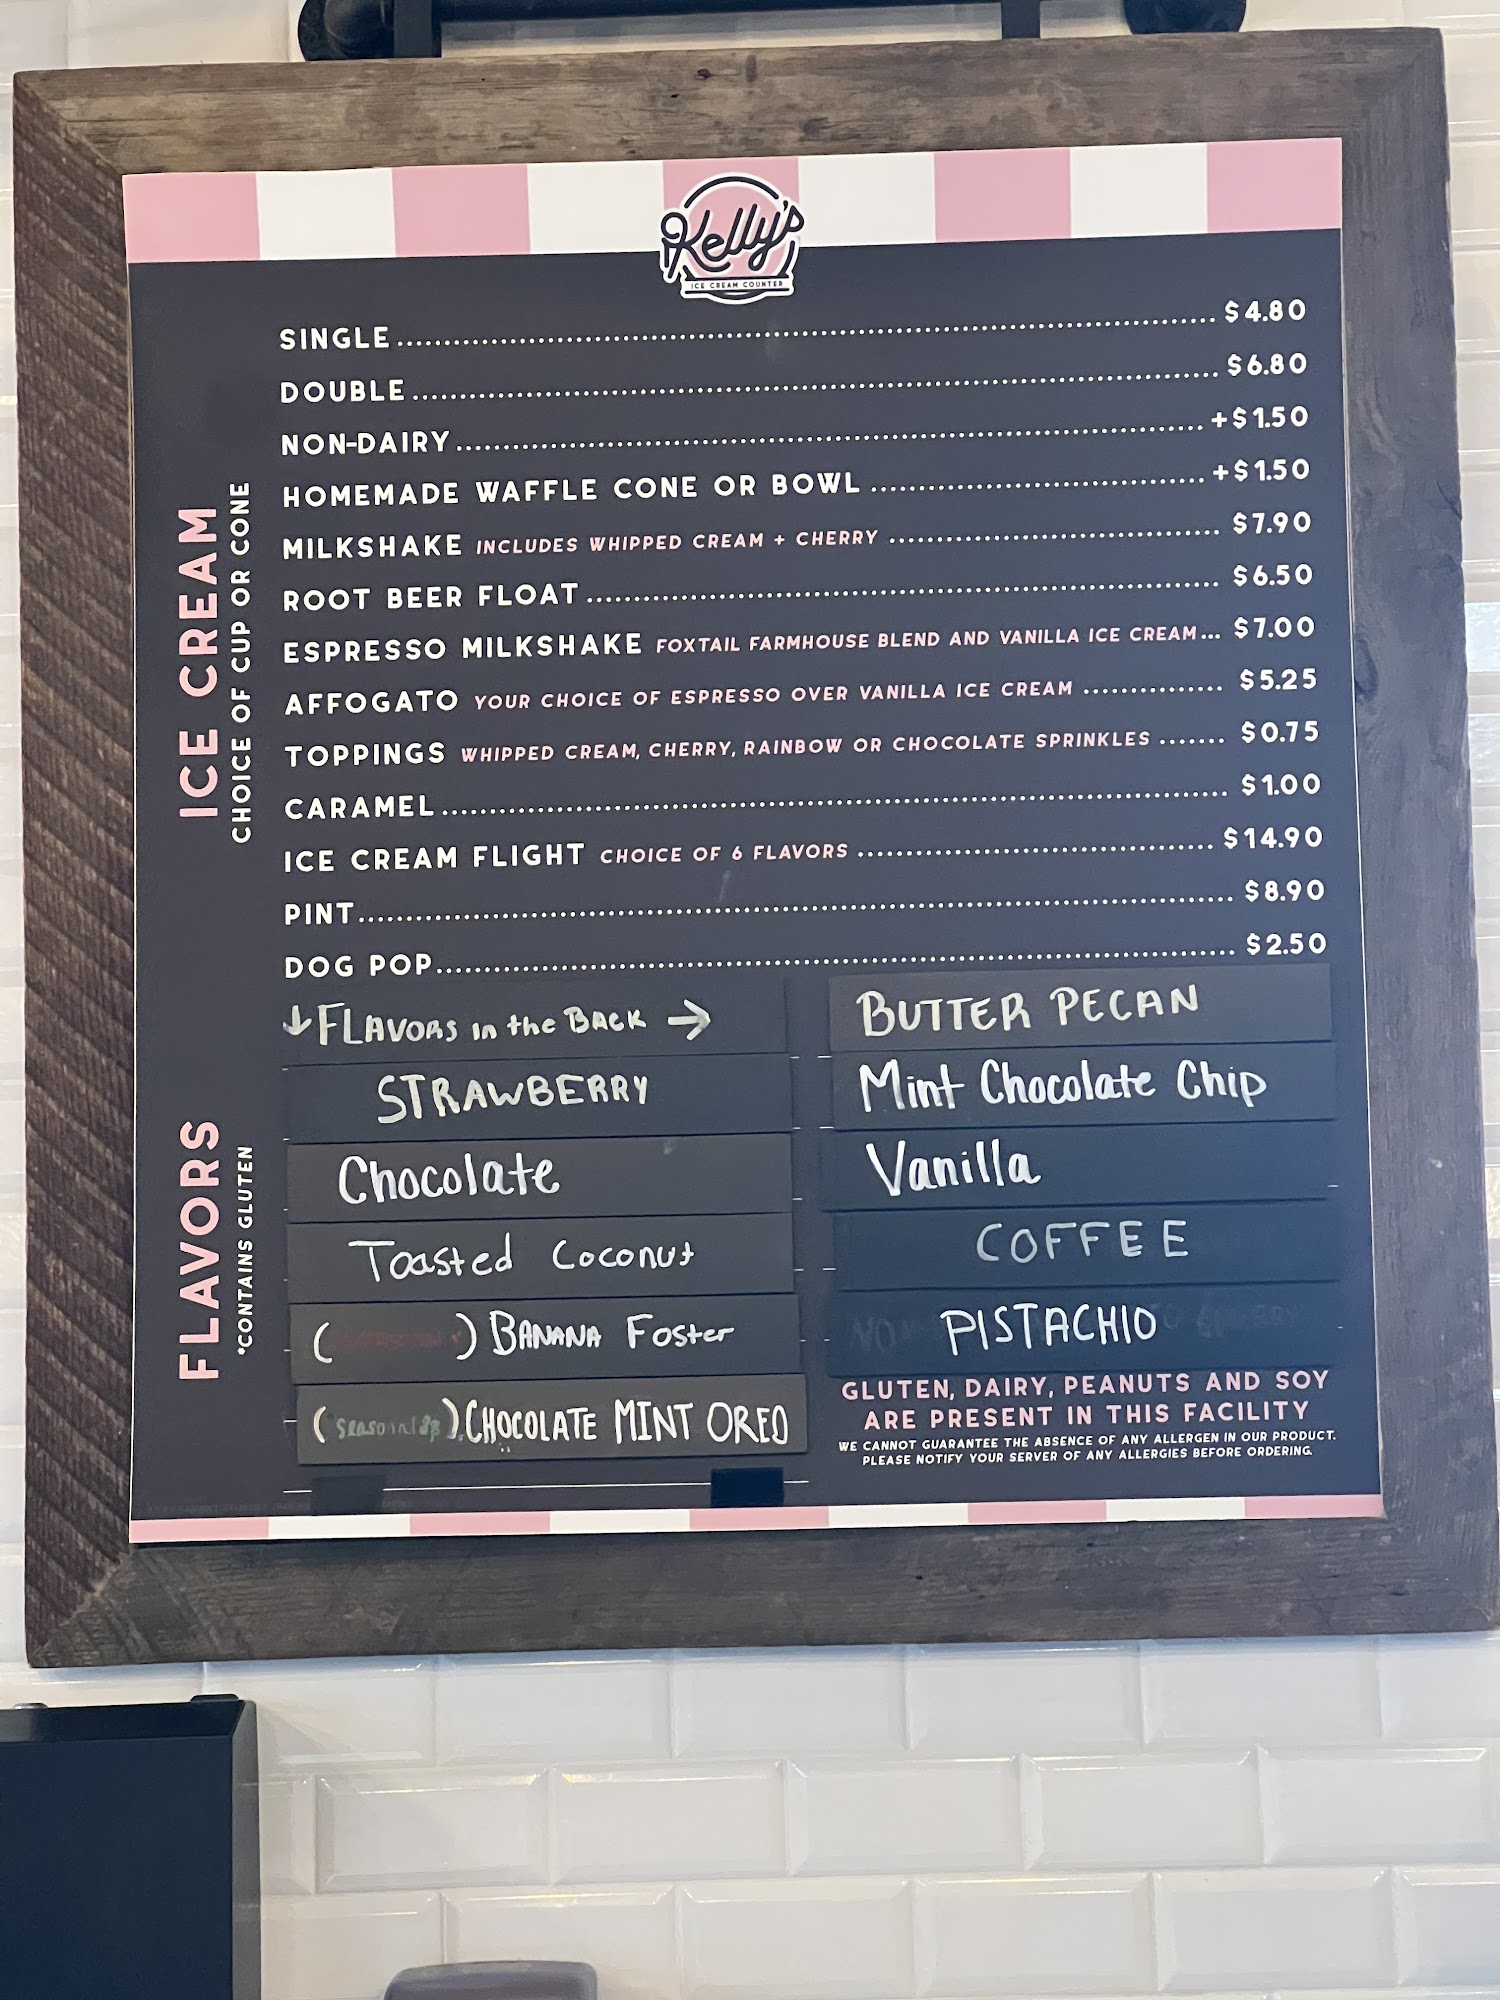 Kelly's
ICE CREAM COUNTER
ICE CREAM
CHOICE OF CUP OR CONE
SINGLE $4.80
DOUBLE $6.80
NON-DAIRY +$1.50
HOMEMADE WAFFLE CONE OR BOWL +$1.50
MILKSHAKE INCLUDES WHIPPED CREAM + CHERRY $7.90
ROOT BEER FLOAT $6.50
ESPRESSO MILKSHAKE FOXTAIL FARMHOUSE BLEND AND VANILLA ICE CREAM... $7.00
AFFOGATO YOUR CHOICE OF ESPRESSO OVER VANILLA ICE CREAM $5.25
TOPPINGS WHIPPED CREAM, CHERRY, RAINBOW OR CHOCOLATE SPRINKLES $0.75
CARAMEL $1.00
ICE CREAM FLIGHT CHOICE OF 6 FLAVORS $14.90
PINT $8.90
DOG POP $2.50
FLAVORS
*CONTAINS GLUTEN
↓ FLAVORS in the BACK →
STRAWBERRY
Chocolate
Toasted Coconut
( ) BANANA Foster
(seasonal) CHOCOLATE MINT OREO
BUTTER PECAN
Mint Chocolate Chip
Vanilla
COFFEE
PISTACHIO
GLUTEN, DAIRY, PEANUTS AND SOY
ARE PRESENT IN THIS FACILITY
WE CANNOT GUARANTEE THE ABSENCE OF ANY ALLERGEN IN OUR PRODUCT.
PLEASE NOTIFY YOUR SERVER OF ANY ALLERGIES BEFORE ORDERING.